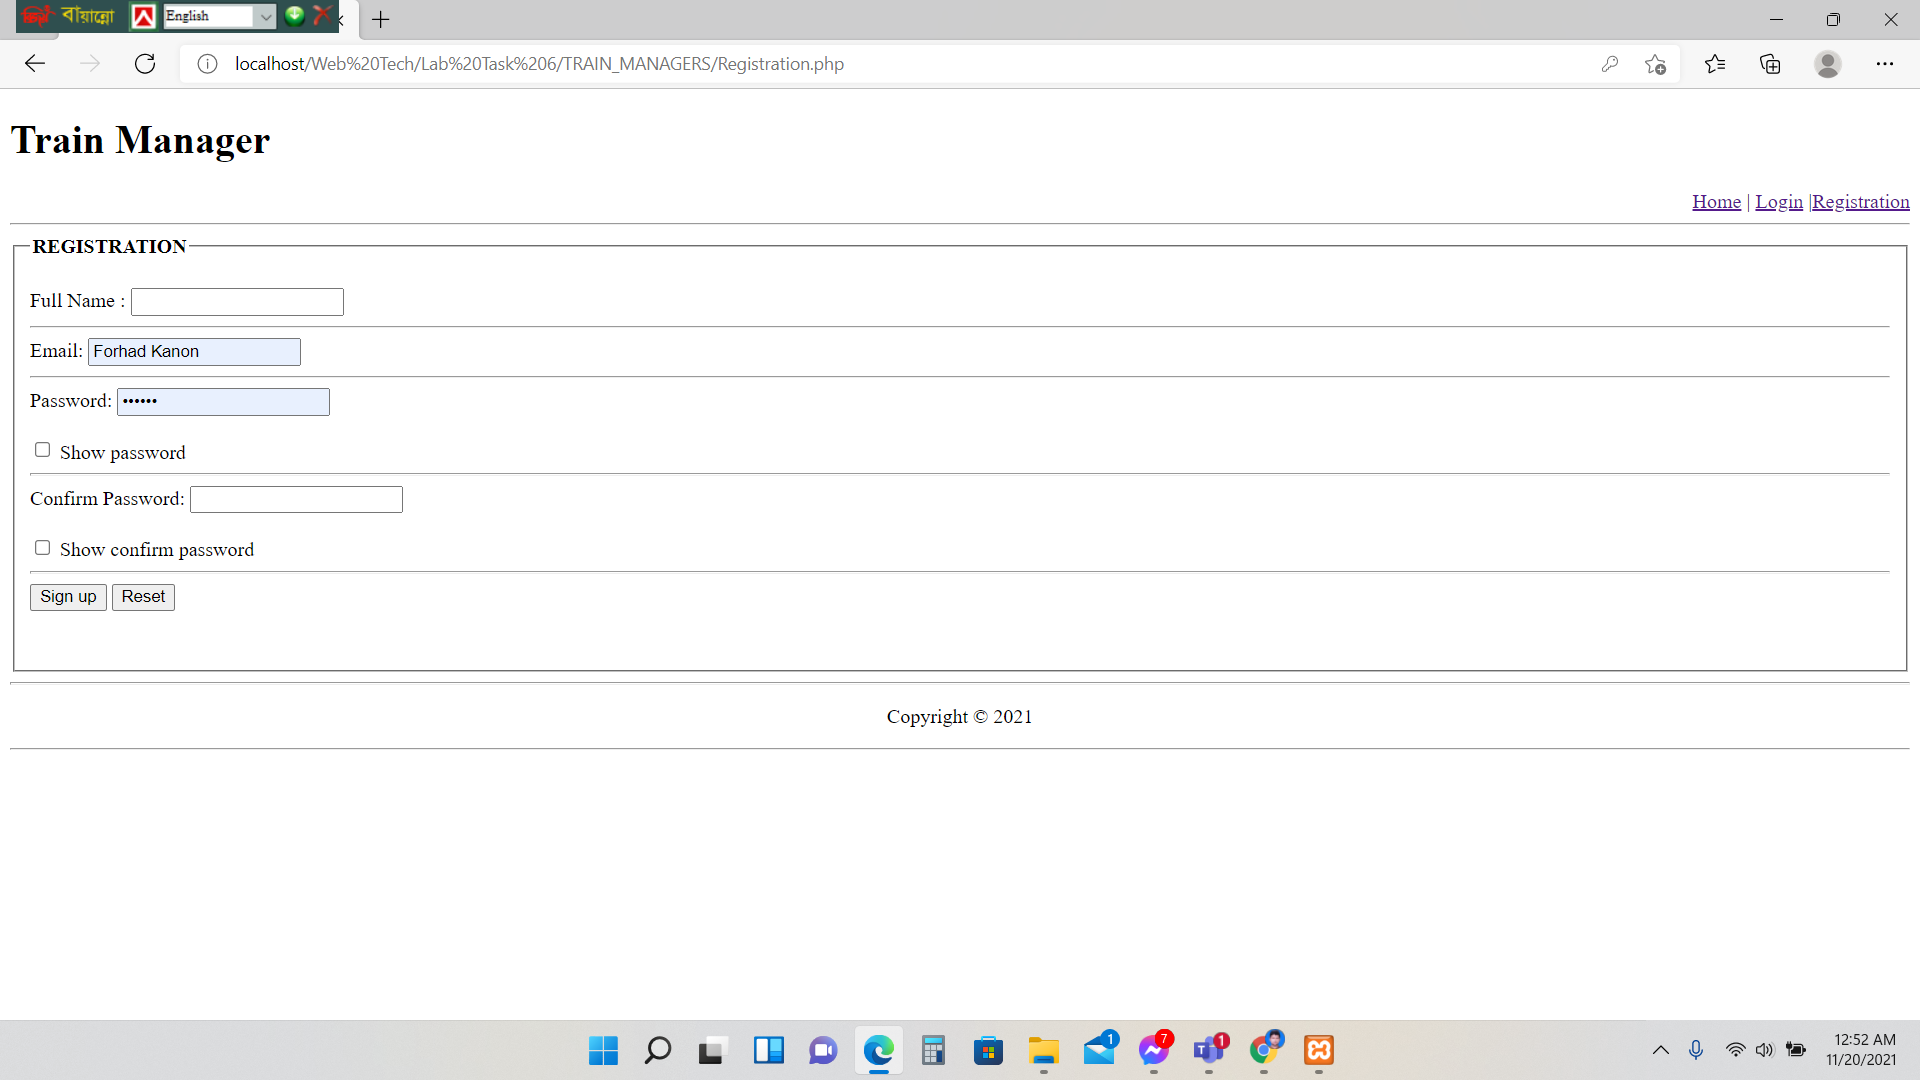 বায়ান্নো English
localhost/Web%20Tech/Lab%20Task%206/TRAIN_MANAGERS/Registration.php
Train Manager
Home | Login |Registration
REGISTRATION
Full Name :
Email: Forhad Kanon
Password: ••••••
Show password
Confirm Password:
Show confirm password
Sign up Reset
Copyright © 2021
1 7 1
12:52 AM
11/20/2021